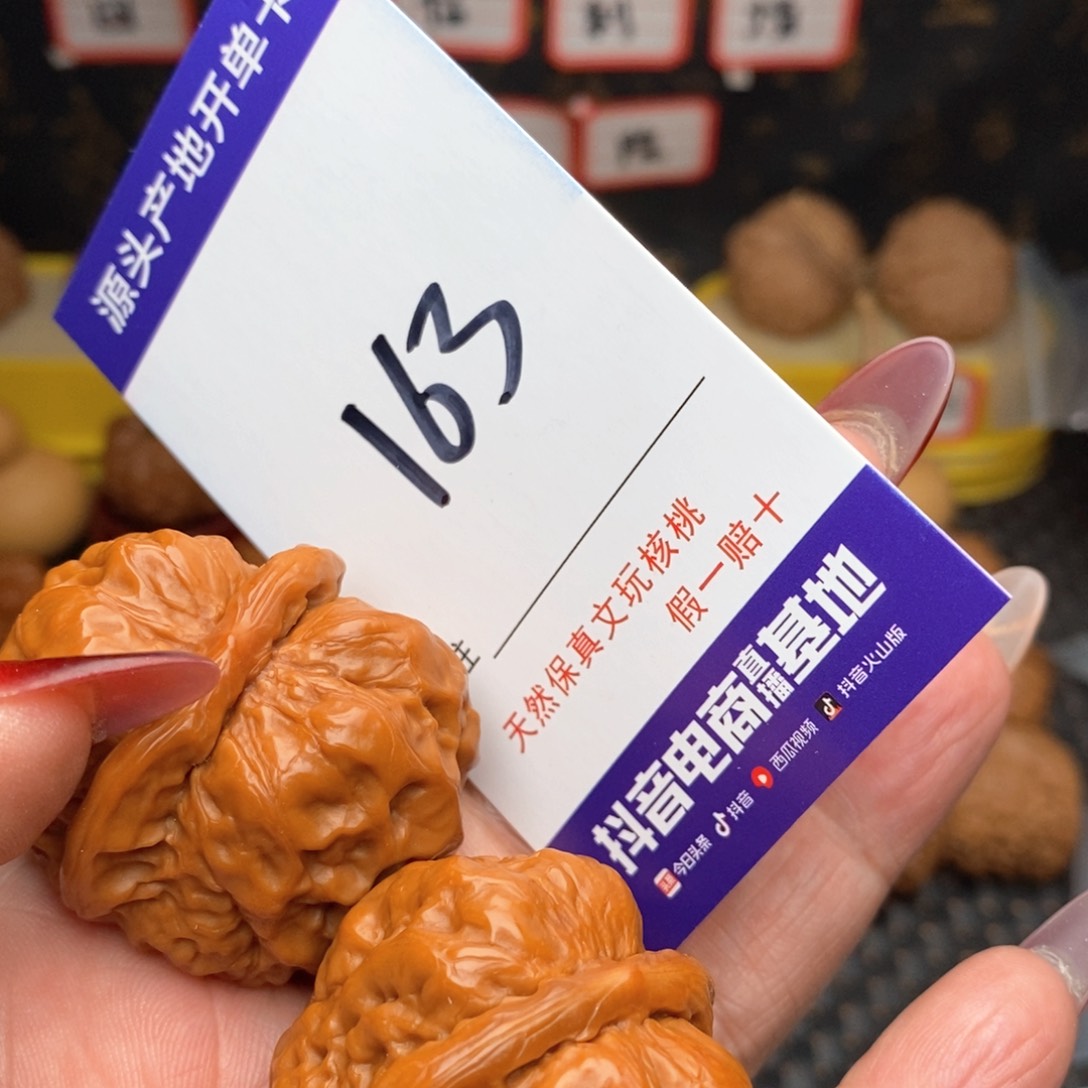 源头产地开单卡
163
注
天然保真文玩核桃
假一赔十
抖音电商直播基地
今日头条 抖音 西瓜视频 抖音火山版